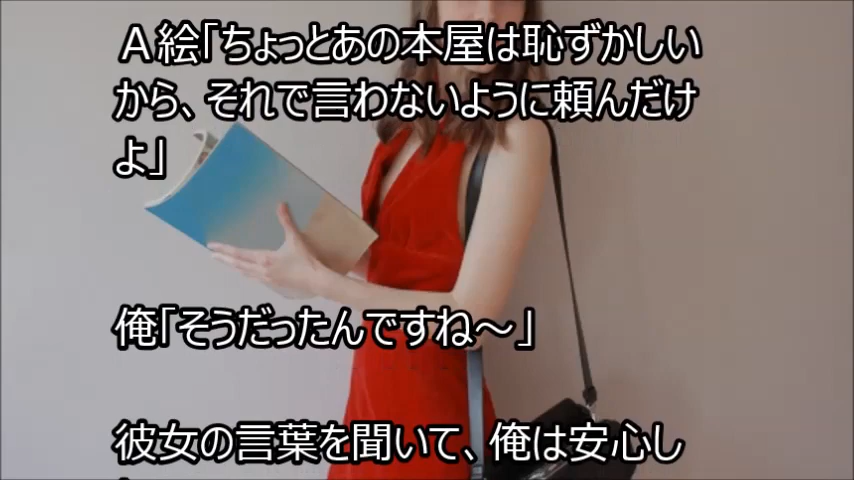 Ａ絵「ちょっとあの本屋は恥ずかしい
から、それで言わないように頼んだけ
よ」
俺「そうだったんですね～」
彼女の言葉を聞いて、俺は安心し